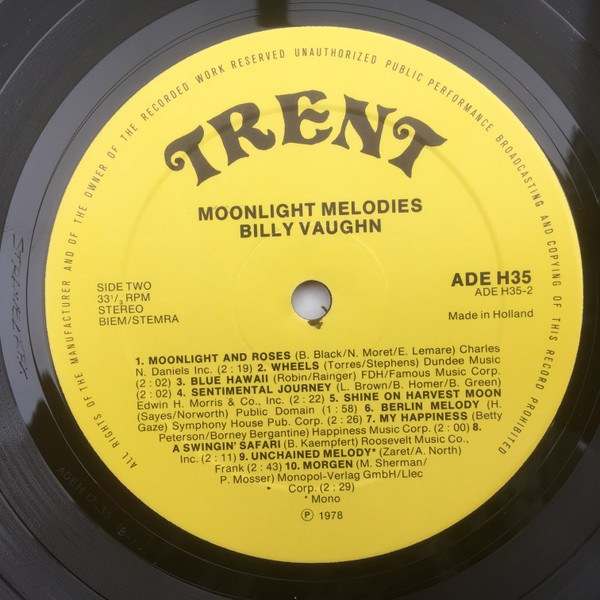 ALL RIGHTS OF THE MANUFACTURER AND OF THE OWNER OF THE RECORDED WORK RESERVED UNAUTHORIZED PUBLIC PERFORMANCE BROADCASTING AND COPYING OF THIS RECORD PROHIBITED
TRENT
MOONLIGHT MELODIES
BILLY VAUGHN
SIDE TWO
33 1/3 RPM
STEREO
BIEM/STEMRA
ADE H35
ADE H35-2
Made in Holland
1. MOONLIGHT AND ROSES (B. Black/N. Moret/E. Lemare) Charles
N. Daniels Inc. (2 : 19) 2. WHEELS (Torres/Stephens) Dundee Music
(2 : 02) 3. BLUE HAWAII (Robin/Rainger) FDH/Famous Music Corp.
(2 : 02) 4. SENTIMENTAL JOURNEY (L. Brown/B. Homer/B. Green)
Edwin H. Morris & Co., Inc. (2 : 22) 5. SHINE ON HARVEST MOON
(Sayes/Norworth) Public Domain (1 : 58) 6. BERLIN MELODY (H.
Gaze) Symphony House Pub. Corp. (2 : 26) 7. MY HAPPINESS (Betty
Peterson/Borney Bergantine) Happiness Music Corp. (2 : 00) 8.
A SWINGIN' SAFARI (B. Kaempfert) Roosevelt Music Co.,
Inc. (2 : 11) 9. UNCHAINED MELODY* (Zaret/A. North)
Frank (2 : 43) 10. MORGEN (M. Sherman/
P. Mosser) Monopol-Verlag GmbH/Llec
Corp. (2 : 29)
* Mono
Ⓟ 1978